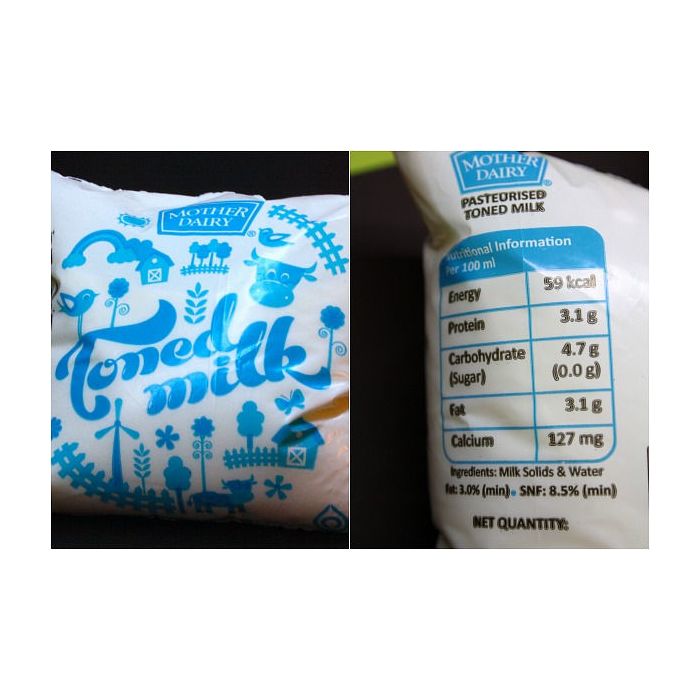 MOTHER
DAIRY
Toned
milk
MOTHER
DAIRY
PASTEURISED
TONED MILK
Nutritional Information
Per 100 ml
Energy 59 kcal
Protein 3.1 g
Carbohydrate 4.7 g
(Sugar) (0.0 g)
Fat 3.1 g
Calcium 127 mg
Ingredients: Milk Solids & Water
Fat: 3.0% (min). SNF: 8.5% (min)
NET QUANTITY: